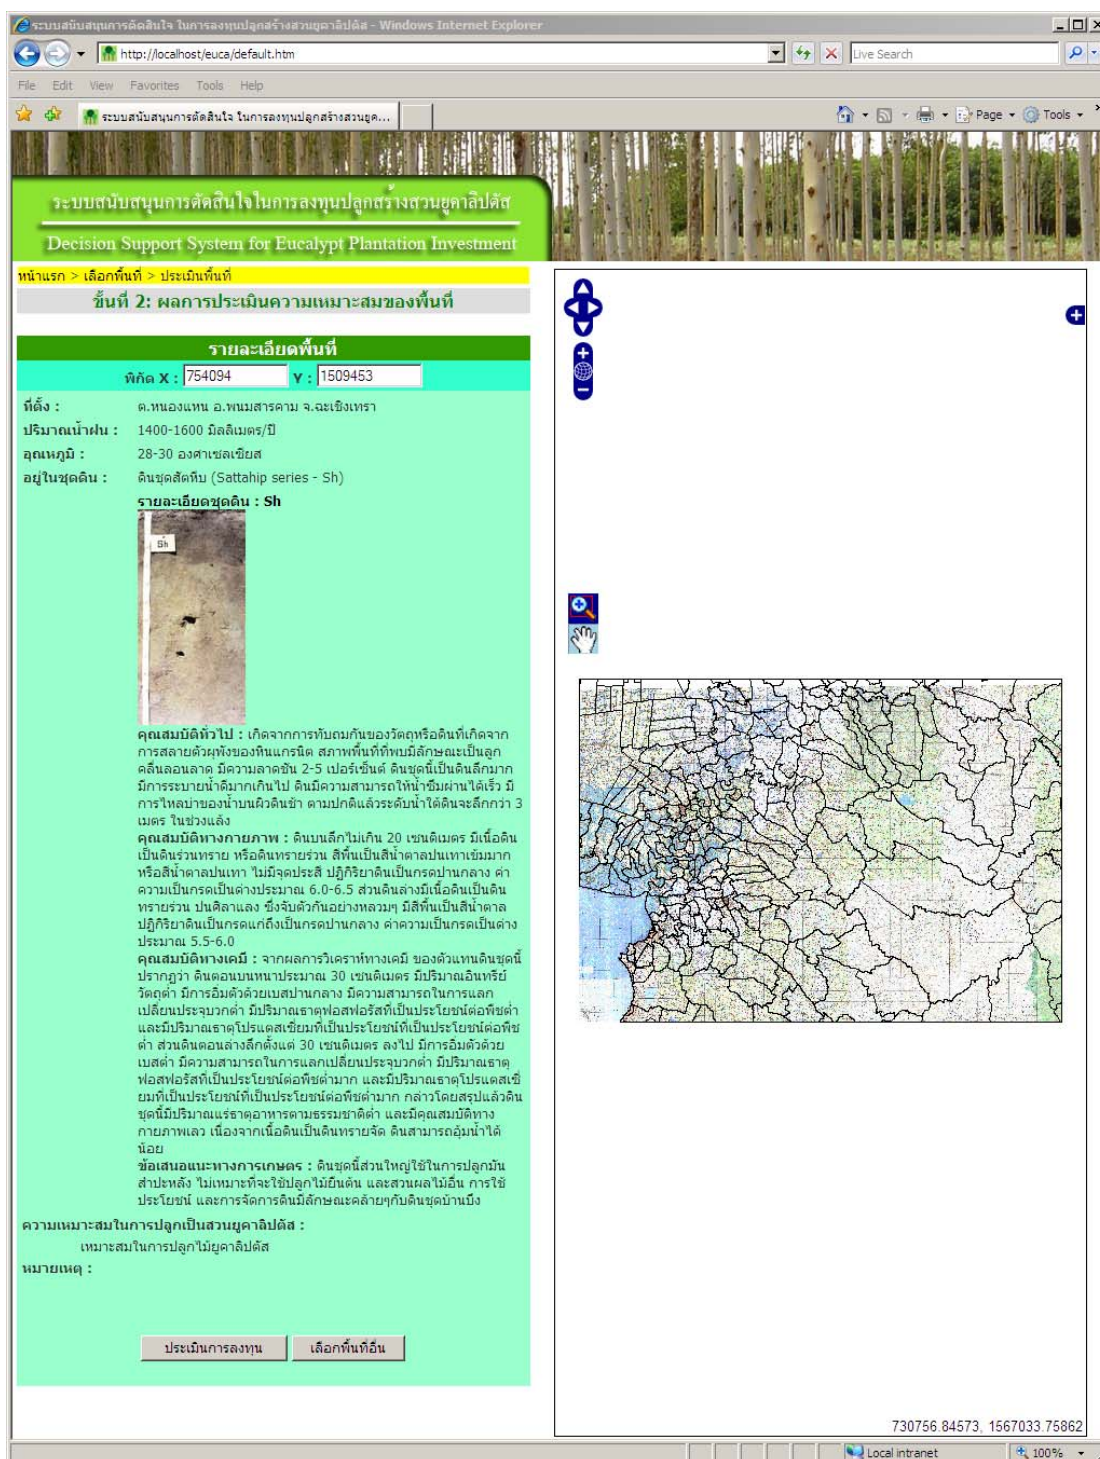 ระบบสนับสนุนการตัดสินใจ ในการลงทุนปลูกสร้างสวนยูคาลิปตัส - Windows Internet Explorer
http://localhost/euca/default.htm
Live Search
File Edit View Favorites Tools Help
ระบบสนับสนุนการตัดสินใจ ในการลงทุนปลูกสร้างสวนยูค...
Page Tools
ระบบสนับสนุนการตัดสินใจในการลงทุนปลูกสร้างสวนยูคาลิปตัส
Decision Support System for Eucalypt Plantation Investment
หน้าแรก > เลือกพื้นที่ > ประเมินพื้นที่
ขั้นที่ 2: ผลการประเมินความเหมาะสมของพื้นที่
รายละเอียดพื้นที่
พิกัด X : 754094 Y : 1509453
ที่ตั้ง : ต.หนองแหน อ.พนมสารคาม จ.ฉะเชิงเทรา
ปริมาณน้ำฝน : 1400-1600 มิลลิเมตร/ปี
อุณหภูมิ : 28-30 องศาเซลเซียส
อยู่ในชุดดิน : ดินชุดสัตหีบ (Sattahip series - Sh)
รายละเอียดชุดดิน : Sh
Sh
คุณสมบัติทั่วไป : เกิดจากการทับถมกันของวัตถุหรือดินที่เกิดจาก
การสลายตัวผุพังของหินแกรนิต สภาพพื้นที่ที่พบมีลักษณะเป็นลูก
คลื่นลอนลาด มีความลาดชัน 2-5 เปอร์เซ็นต์ ดินชุดนี้เป็นดินลึกมาก
มีการระบายน้ำดีมากเกินไป ดินมีความสามารถให้น้ำซึมผ่านได้เร็ว มี
การไหลบ่าของน้ำบนผิวดินช้า ตามปกติแล้วระดับน้ำใต้ดินจะลึกกว่า 3
เมตร ในช่วงแล้ง
คุณสมบัติทางกายภาพ : ดินบนลึกไม่เกิน 20 เซนติเมตร มีเนื้อดิน
เป็นดินร่วนทราย หรือดินทรายร่วน สีพื้นเป็นสีน้ำตาลปนเทาเข้มมาก
หรือสีน้ำตาลปนเทา ไม่มีจุดประสี ปฏิกิริยาดินเป็นกรดปานกลาง ค่า
ความเป็นกรดเป็นด่างประมาณ 6.0-6.5 ส่วนดินล่างมีเนื้อดินเป็นดิน
ทรายร่วน ปนศิลาแลง ซึ่งจับตัวกันอย่างหลวมๆ มีสีพื้นเป็นสีน้ำตาล
ปฏิกิริยาดินเป็นกรดแก่ถึงเป็นกรดปานกลาง ค่าความเป็นกรดเป็นด่าง
ประมาณ 5.5-6.0
คุณสมบัติทางเคมี : จากผลการวิเคราห์ทางเคมี ของตัวแทนดินชุดนี้
ปรากฏว่า ดินตอนบนหนาประมาณ 30 เซนติเมตร มีปริมาณอินทรีย์
วัตถุต่ำ มีการอิ่มตัวด้วยเบสปานกลาง มีความสามารถในการแลก
เปลี่ยนประจุบวกต่ำ มีปริมาณธาตุฟอสฟอรัสที่เป็นประโยชน์ต่อพืชต่ำ
และมีปริมาณธาตุโปรแตสเซี่ยมที่เป็นประโยชน์ที่เป็นประโยชน์ต่อพืช
ต่ำ ส่วนดินตอนล่างลึกตั้งแต่ 30 เซนติเมตร ลงไป มีการอิ่มตัวด้วย
เบสต่ำ มีความสามารถในการแลกเปลี่ยนประจุบวกต่ำ มีปริมาณธาตุ
ฟอสฟอรัสที่เป็นประโยชน์ต่อพืชต่ำมาก และมีปริมาณธาตุโปรแตสเซี่
ยมที่เป็นประโยชน์ที่เป็นประโยชน์ต่อพืชต่ำมาก กล่าวโดยสรุปแล้วดิน
ชุดนี้มีปริมาณแร่ธาตุอาหารตามธรรมชาติต่ำ และมีคุณสมบัติทาง
กายภาพเลว เนื่องจากเนื้อดินเป็นดินทรายจัด ดินสามารถอุ้มน้ำได้
น้อย
ข้อเสนอแนะทางการเกษตร : ดินชุดนี้ส่วนใหญ่ใช้ในการปลูกมัน
สำปะหลัง ไม่เหมาะที่จะใช้ปลูกไม้ยืนต้น และสวนผลไม้อื่น การใช้
ประโยชน์ และการจัดการดินมีลักษณะคล้ายๆกับดินชุดบ้านบึง
ความเหมาะสมในการปลูกเป็นสวนยูคาลิปตัส :
เหมาะสมในการปลูกไม้ยูคาลิปตัส
หมายเหตุ :
ประเมินการลงทุน เลือกพื้นที่อื่น
730756.84573, 1567033.75862
Local intranet 100%